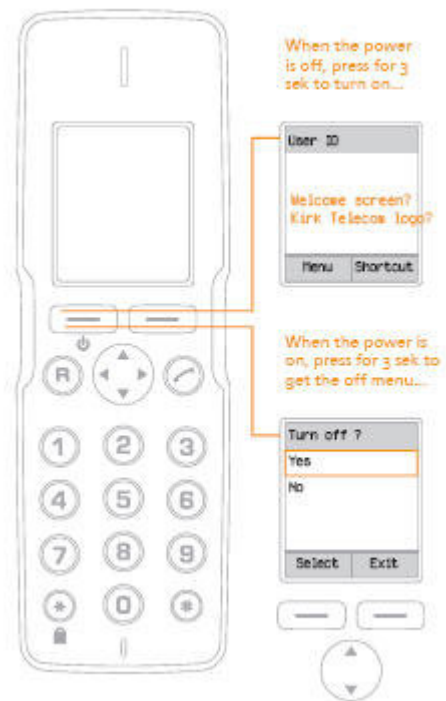 When the power
is off, press for 3
sek to turn on...
User ID
Welcome screen?
Kirk Telecom logo?
Menu Shortcut
When the power is
on, press for 3 sek to
get the off menu...
Turn off ?
Yes
No
Select Exit
R
1 2 3
4 5 6
7 8 9
* 0 *